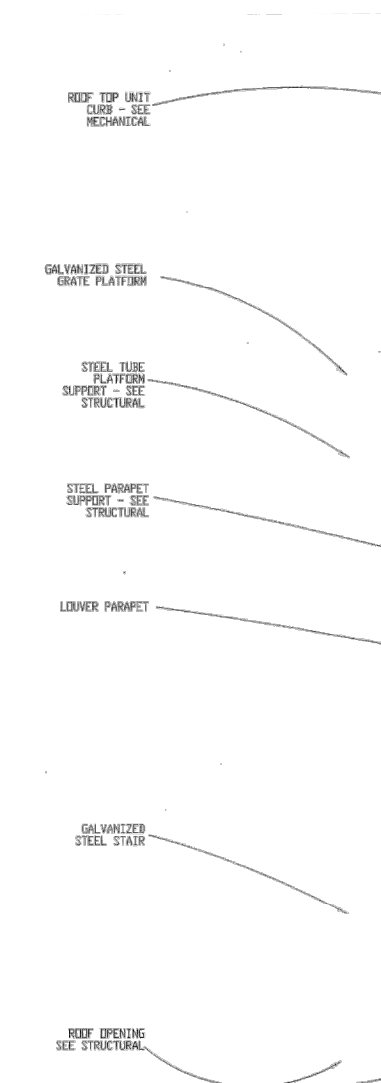 ROOF TOP UNIT
CURB - SEE
MECHANICAL
GALVANIZED STEEL
GRATE PLATFORM
STEEL TUBE
PLATFORM
SUPPORT - SEE
STRUCTURAL
STEEL PARAPET
SUPPORT - SEE
STRUCTURAL
LOUVER PARAPET
GALVANIZED
STEEL STAIR
ROOF OPENING
SEE STRUCTURAL